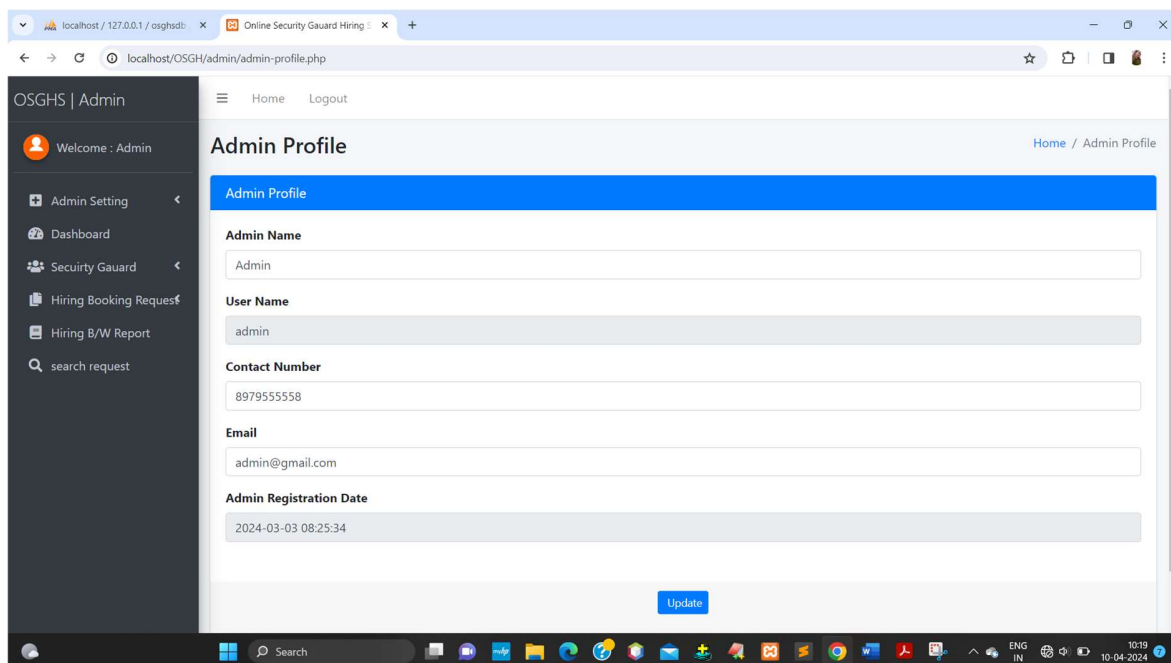 localhost / 127.0.0.1 / osghsdb
Online Security Gauard Hiring S
localhost/OSGH/admin/admin-profile.php
OSGHS | Admin
Home Logout
Welcome : Admin
Admin Profile
Home / Admin Profile
Admin Setting
Dashboard
Secuirty Gauard
Hiring Booking Request
Hiring B/W Report
search request
Admin Profile
Admin Name
Admin
User Name
admin
Contact Number
8979555558
Email
admin@gmail.com
Admin Registration Date
2024-03-03 08:25:34
Update
Search
ENG
IN
10:19
10-04-2024